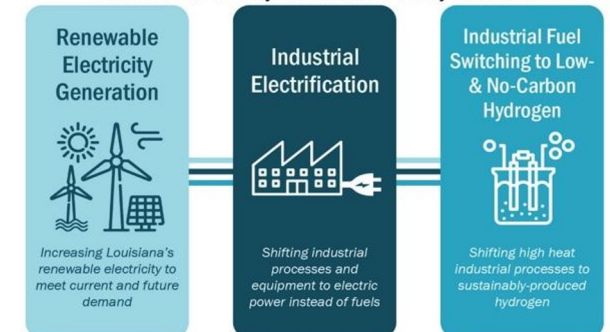 Renewable
Electricity
Generation
Increasing Louisiana's
renewable electricity to
meet current and future
demand
Industrial
Electrification
Shifting industrial
processes and
equipment to electric
power instead of fuels
Industrial Fuel
Switching to Low-
& No-Carbon
Hydrogen
Shifting high heat
industrial processes to
sustainably-produced
hydrogen